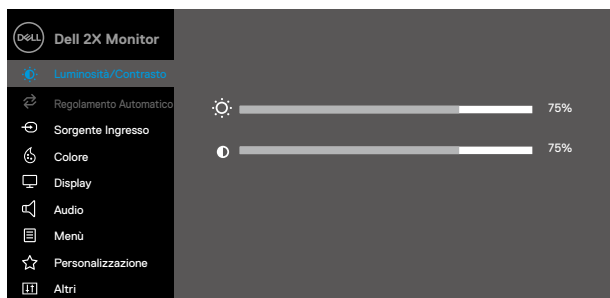 DELL Dell 2X Monitor
Luminosità/Contrasto
Regolamento Automatico
Sorgente Ingresso
Colore
Display
Audio
Menù
Personalizzazione
Altri
75%
75%